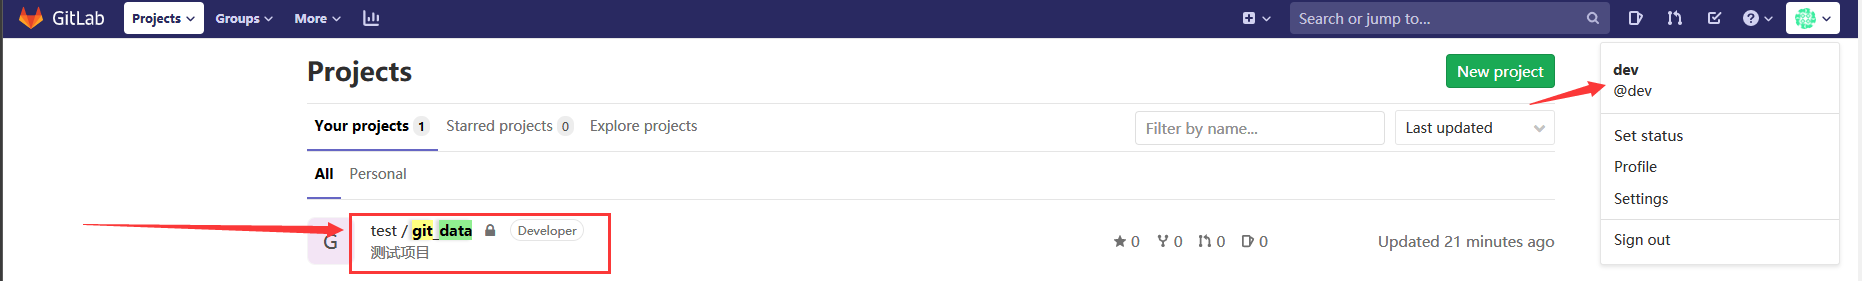 GitLab Projects Groups More Search or jump to...
Projects
New project
dev
@dev
Your projects 1 Starred projects 0 Explore projects
Filter by name...
Last updated
Set status
All Personal
Profile
Settings
G
test / git_data Developer
测试项目
0 0 0 0
Updated 21 minutes ago
Sign out